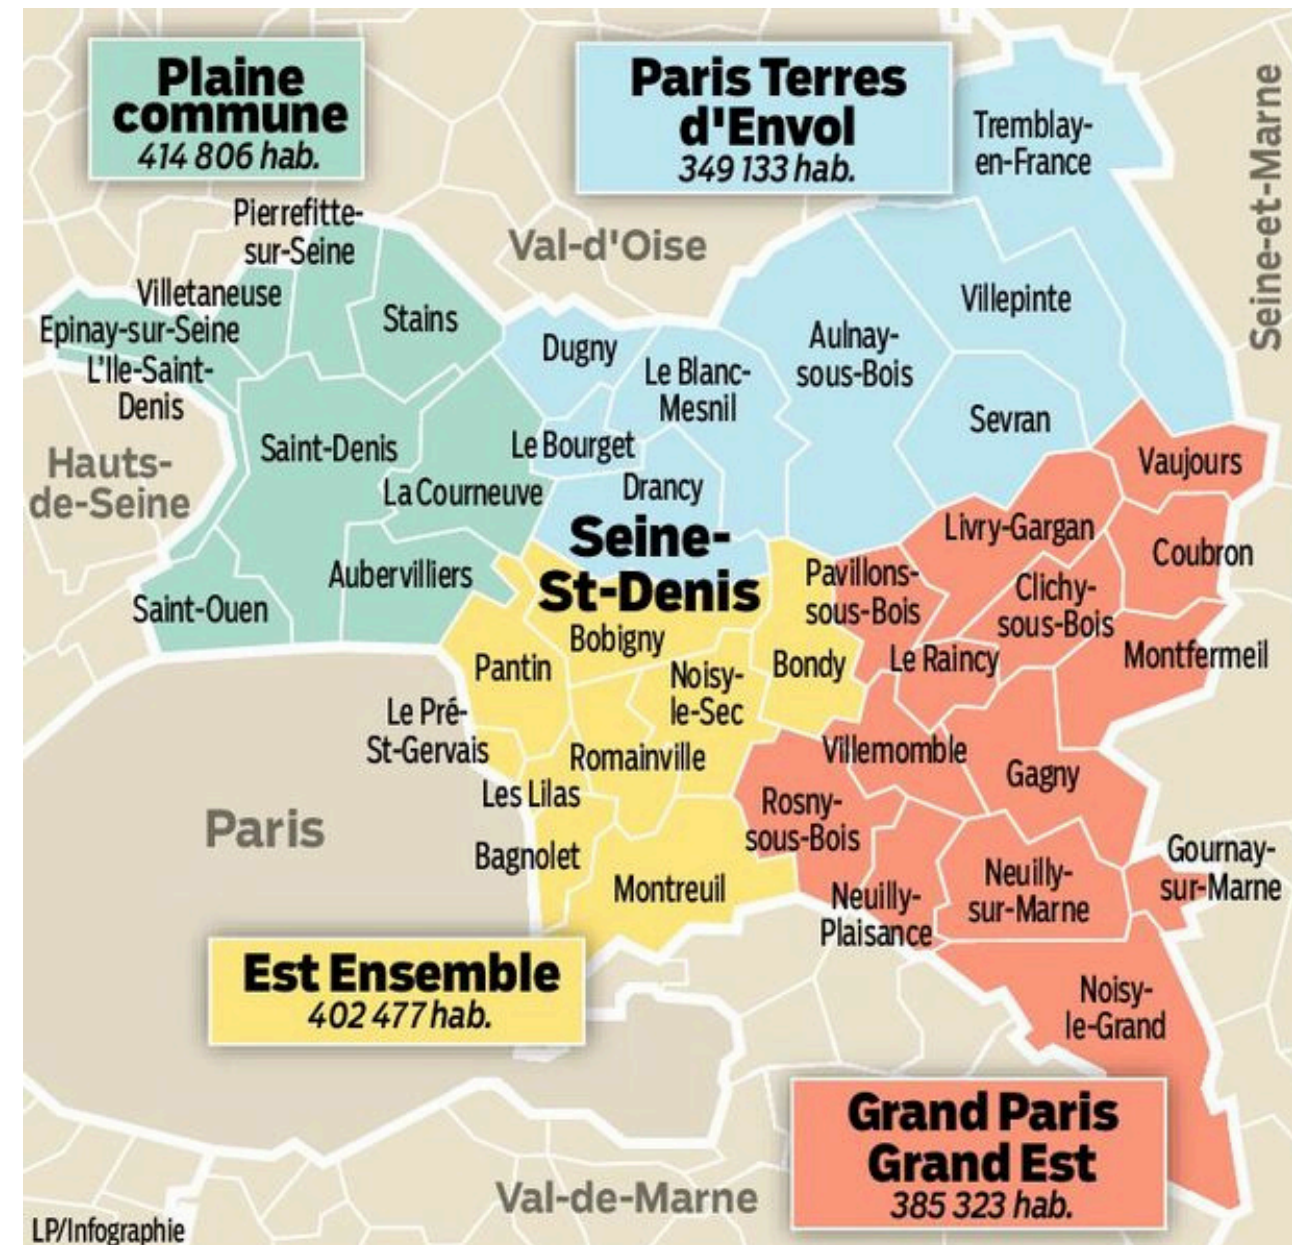 Plaine
commune
414 806 hab.
Paris Terres
d'Envol
349 133 hab.
Tremblay-
en-France
Seine-et-Marne
Pierrefitte-
sur-Seine
Val-d'Oise
Villetaneuse
Epinay-sur-Seine
L'Ile-Saint-
Denis
Stains
Dugny
Le Blanc-
Mesnil
Aulnay-
sous-Bois
Villepinte
Sevran
Hauts-
de-Seine
Saint-Denis
La Courneuve
Le Bourget
Drancy
Seine-
St-Denis
Vaujours
Livry-Gargan
Coubron
Aubervilliers
Saint-Ouen
Pavillons-
sous-Bois
Clichy-
sous-Bois
Bobigny
Pantin
Noisy-
le-Sec
Bondy
Le Raincy
Montfermeil
Le Pré-
St-Gervais
Romainville
Villemomble
Gagny
Les Lilas
Rosny-
sous-Bois
Paris
Bagnolet
Montreuil
Neuilly-
Plaisance
Neuilly-
sur-Marne
Gournay-
sur-Marne
Est Ensemble
402 477 hab.
Noisy-
le-Grand
Grand Paris
Grand Est
385 323 hab.
Val-de-Marne
LP/Infographie